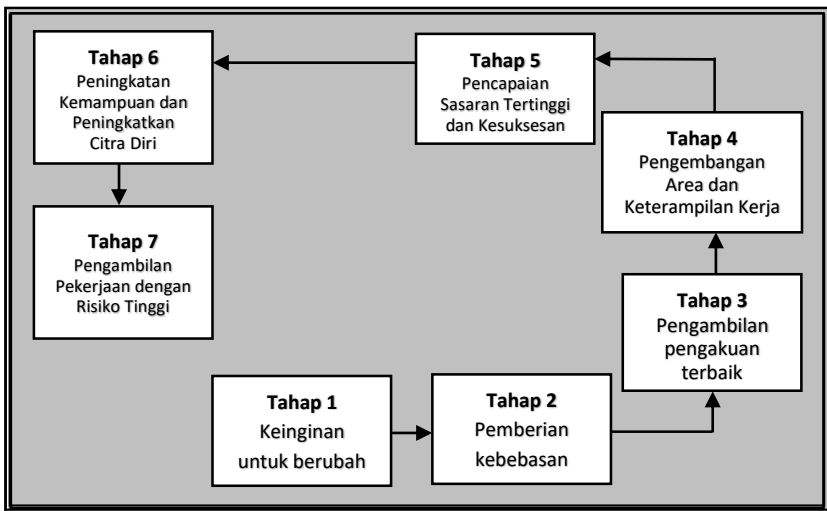 Tahap 6
Peningkatan
Kemampuan dan
Peningkatkan
Citra Diri
Tahap 5
Pencapaian
Sasaran Tertinggi
dan Kesuksesan
Tahap 4
Pengembangan
Area dan
Keterampilan Kerja
Tahap 7
Pengambilan
Pekerjaan dengan
Risiko Tinggi
Tahap 3
Pengambilan
pengakuan
terbaik
Tahap 1
Keinginan
untuk berubah
Tahap 2
Pemberian
kebebasan